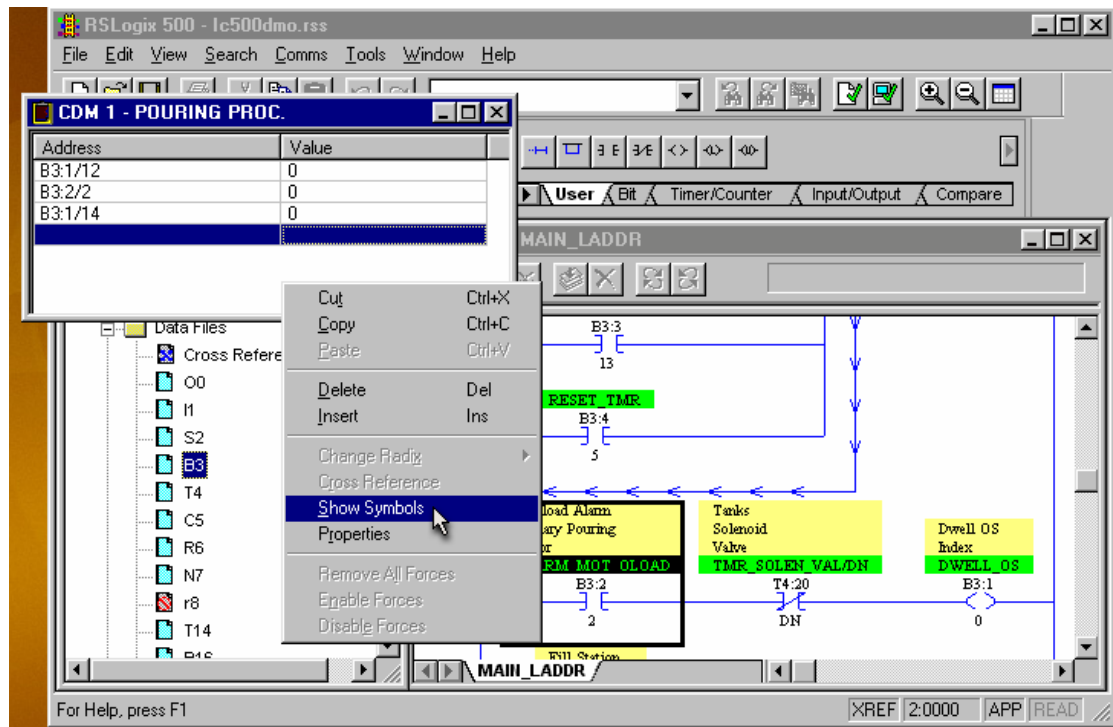 RSLogix 500 - lc500dmo.rss
File Edit View Search Comms Tools Window Help
CDM 1 - POURING PROC.
Address Value
B3:1/12 0
B3:2/2 0
B3:1/14 0
User Bit Timer/Counter Input/Output Compare
MAIN_LADDR
Cut Ctrl+X
Copy Ctrl+C
Paste Ctrl+V
Delete Del
Insert Ins
Change Radix
Cross Reference
Show Symbols
Properties
Remove All Forces
Enable Forces
Disable Forces
Data Files
Cross Refere
O0
I1
S2
B3
T4
C5
R6
N7
r8
T14
B3:3
13
RESET_TMR
B3:4
5
load Alarm
ary Pouring
RM MOT OLOAD
B3:2
2
Tanks
Solenoid
Valve
TMR_SOLEN_VAL/DN
T4:20
DN
Dwell OS
Index
DWELL_OS
B3:1
0
Fill Station
MAIN_LADDR
For Help, press F1
XREF 2:0000 APP READ